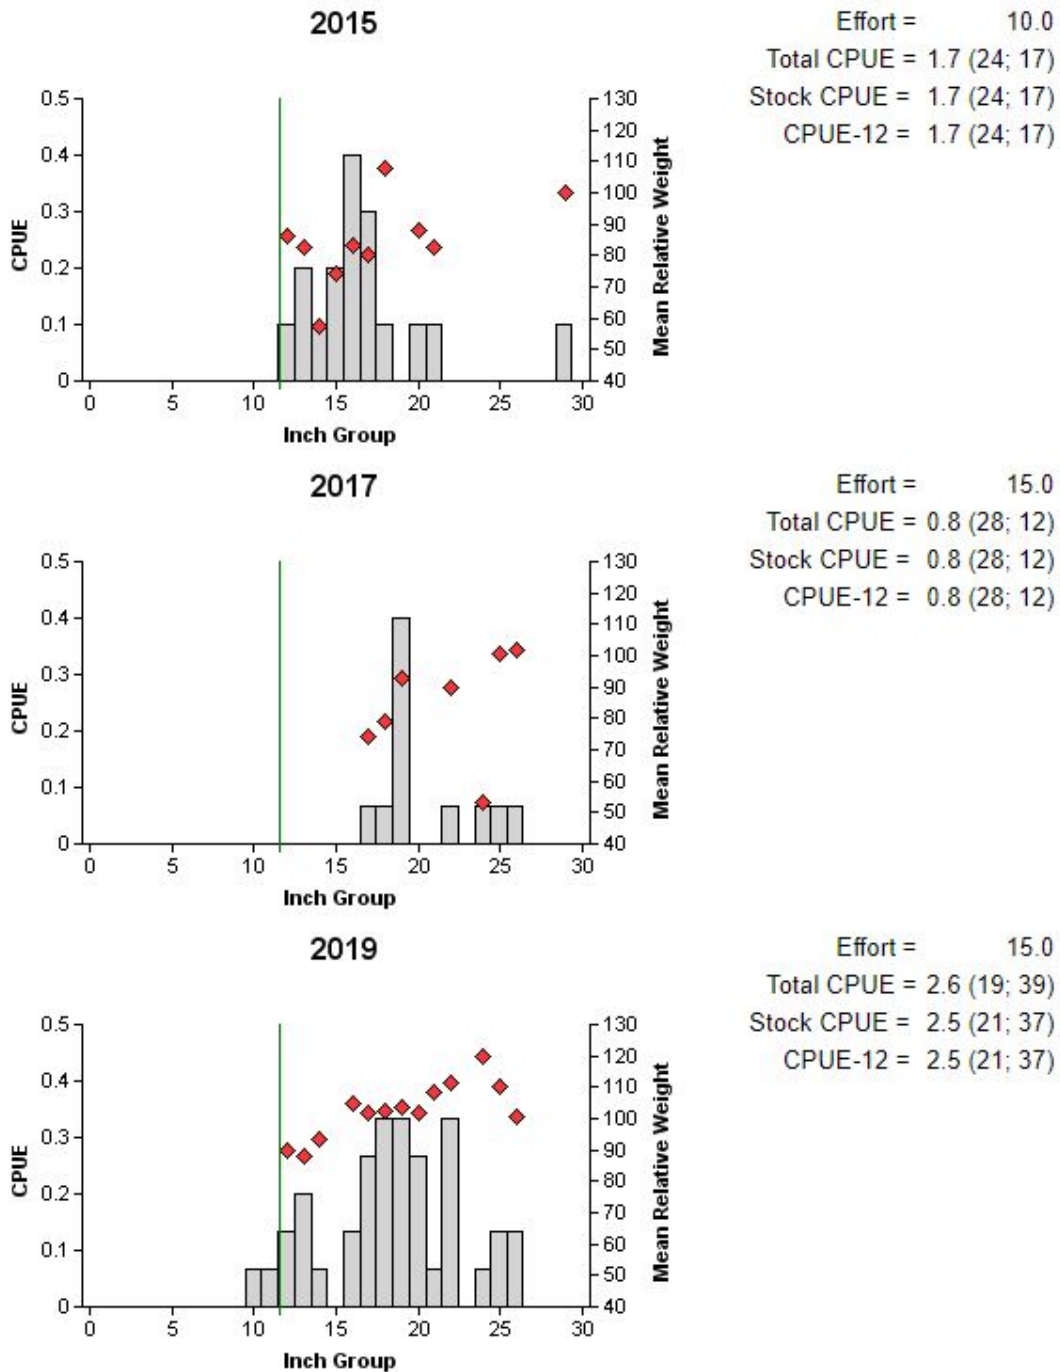 2015
Effort = 10.0
Total CPUE = 1.7 (24; 17)
Stock CPUE = 1.7 (24; 17)
CPUE-12 = 1.7 (24; 17)
0.5
0.4
0.3
0.2
0.1
0
CPUE
130
120
110
100
90
80
70
60
50
40
Mean Relative Weight
0 5 10 15 20 25 30
Inch Group
2017
Effort = 15.0
Total CPUE = 0.8 (28; 12)
Stock CPUE = 0.8 (28; 12)
CPUE-12 = 0.8 (28; 12)
0.5
0.4
0.3
0.2
0.1
0
CPUE
130
120
110
100
90
80
70
60
50
40
Mean Relative Weight
0 5 10 15 20 25 30
Inch Group
2019
Effort = 15.0
Total CPUE = 2.6 (19; 39)
Stock CPUE = 2.5 (21; 37)
CPUE-12 = 2.5 (21; 37)
0.5
0.4
0.3
0.2
0.1
0
CPUE
130
120
110
100
90
80
70
60
50
40
Mean Relative Weight
0 5 10 15 20 25 30
Inch Group